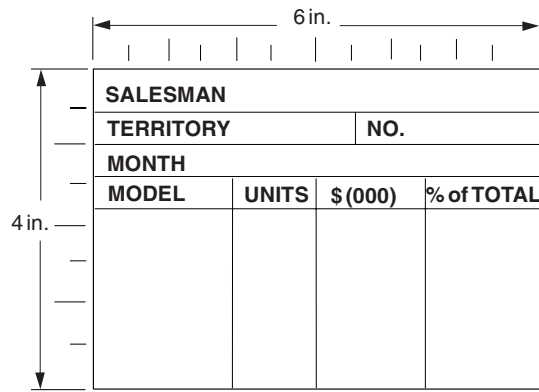 6 in.
SALESMAN
TERRITORY NO.
MONTH
MODEL UNITS $ (000) % of TOTAL
4 in.